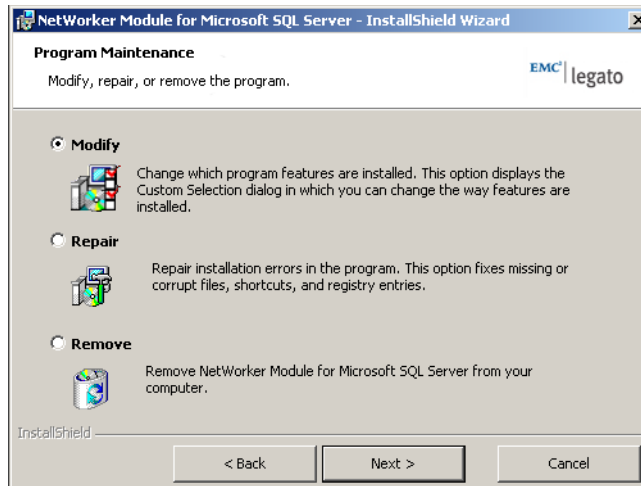 NetWorker Module for Microsoft SQL Server - InstallShield Wizard
Program Maintenance
Modify, repair, or remove the program.
EMC² legato
Modify
Change which program features are installed. This option displays the
Custom Selection dialog in which you can change the way features are
installed.
Repair
Repair installation errors in the program. This option fixes missing or
corrupt files, shortcuts, and registry entries.
Remove
Remove NetWorker Module for Microsoft SQL Server from your
computer.
InstallShield
< Back
Next >
Cancel